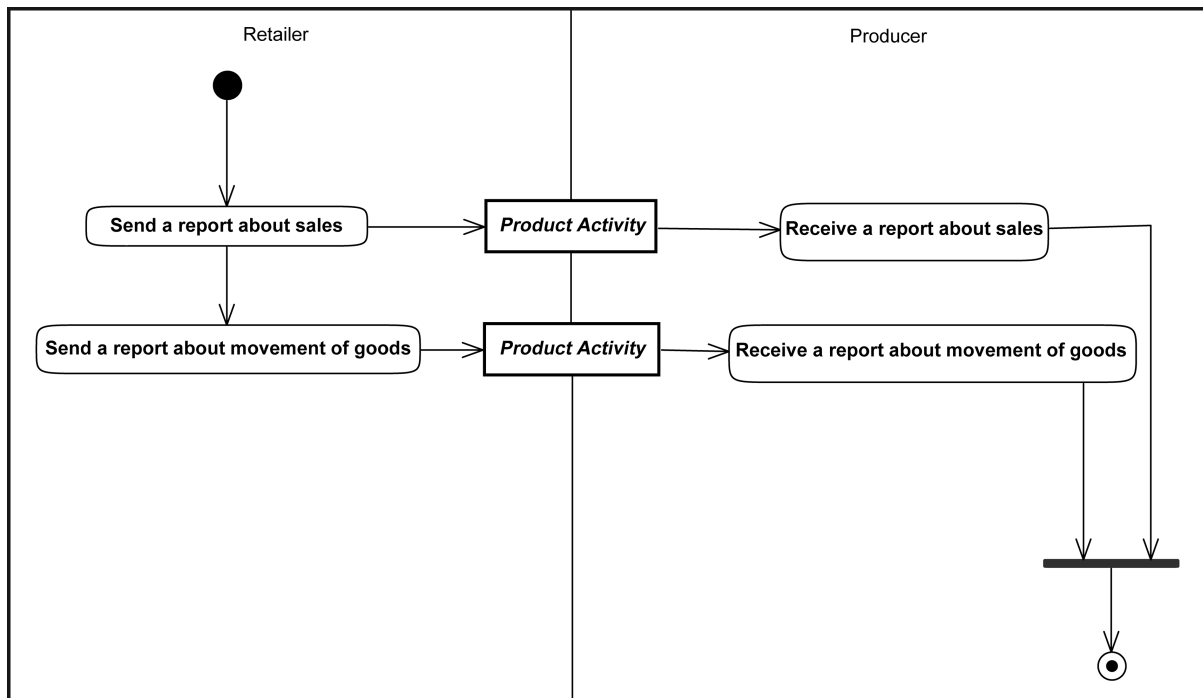 Retailer
Producer
Send a report about sales
Product Activity
Receive a report about sales
Send a report about movement of goods
Product Activity
Receive a report about movement of goods